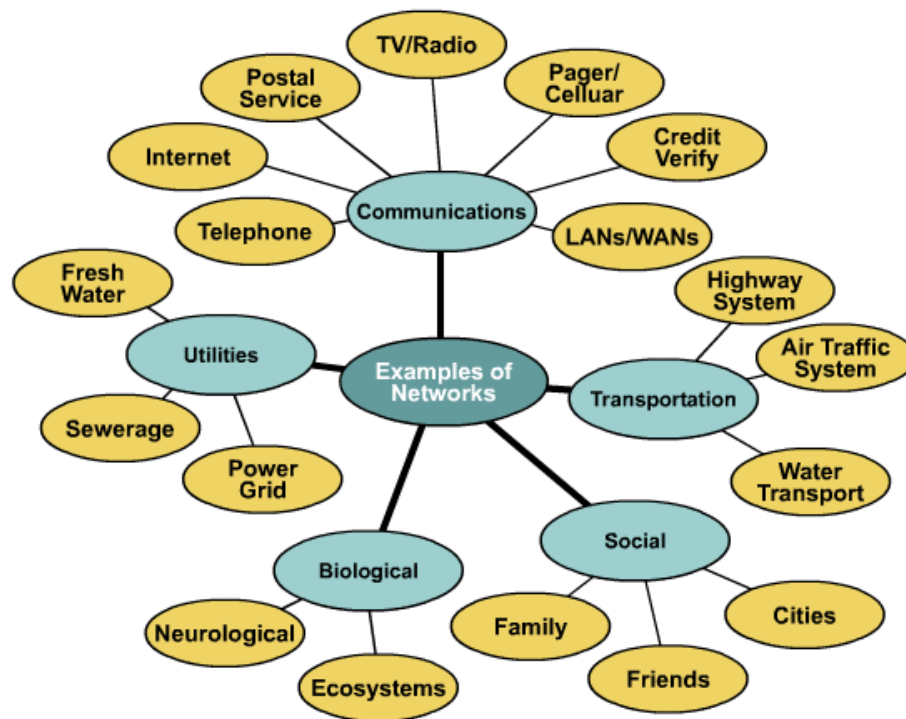 TV/Radio
Postal
Service
Pager/
Celluar
Internet
Credit
Verify
Telephone
Communications
LANs/WANs
Fresh
Water
Highway
System
Utilities
Examples of
Networks
Air Traffic
System
Transportation
Sewerage
Power
Grid
Water
Transport
Biological
Social
Neurological
Family
Cities
Ecosystems
Friends